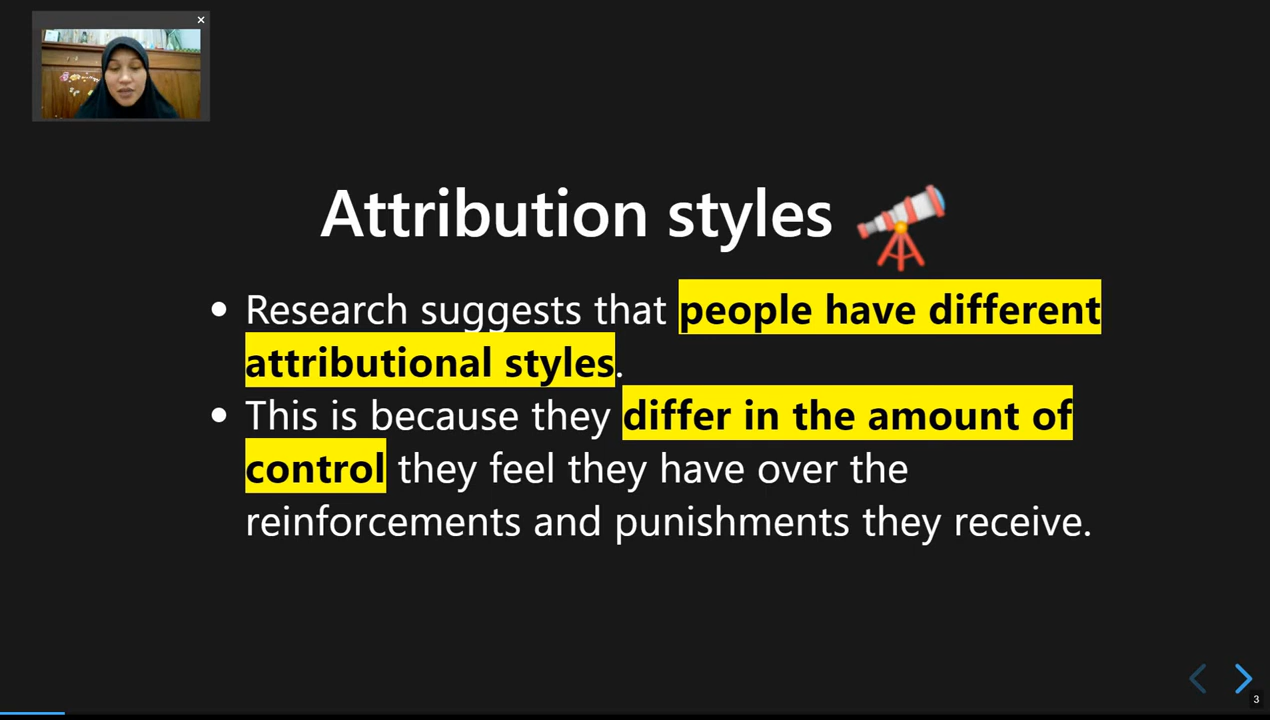 Attribution styles
Research suggests that people have different
attributional styles.
This is because they differ in the amount of
control they feel they have over the
reinforcements and punishments they receive.
3